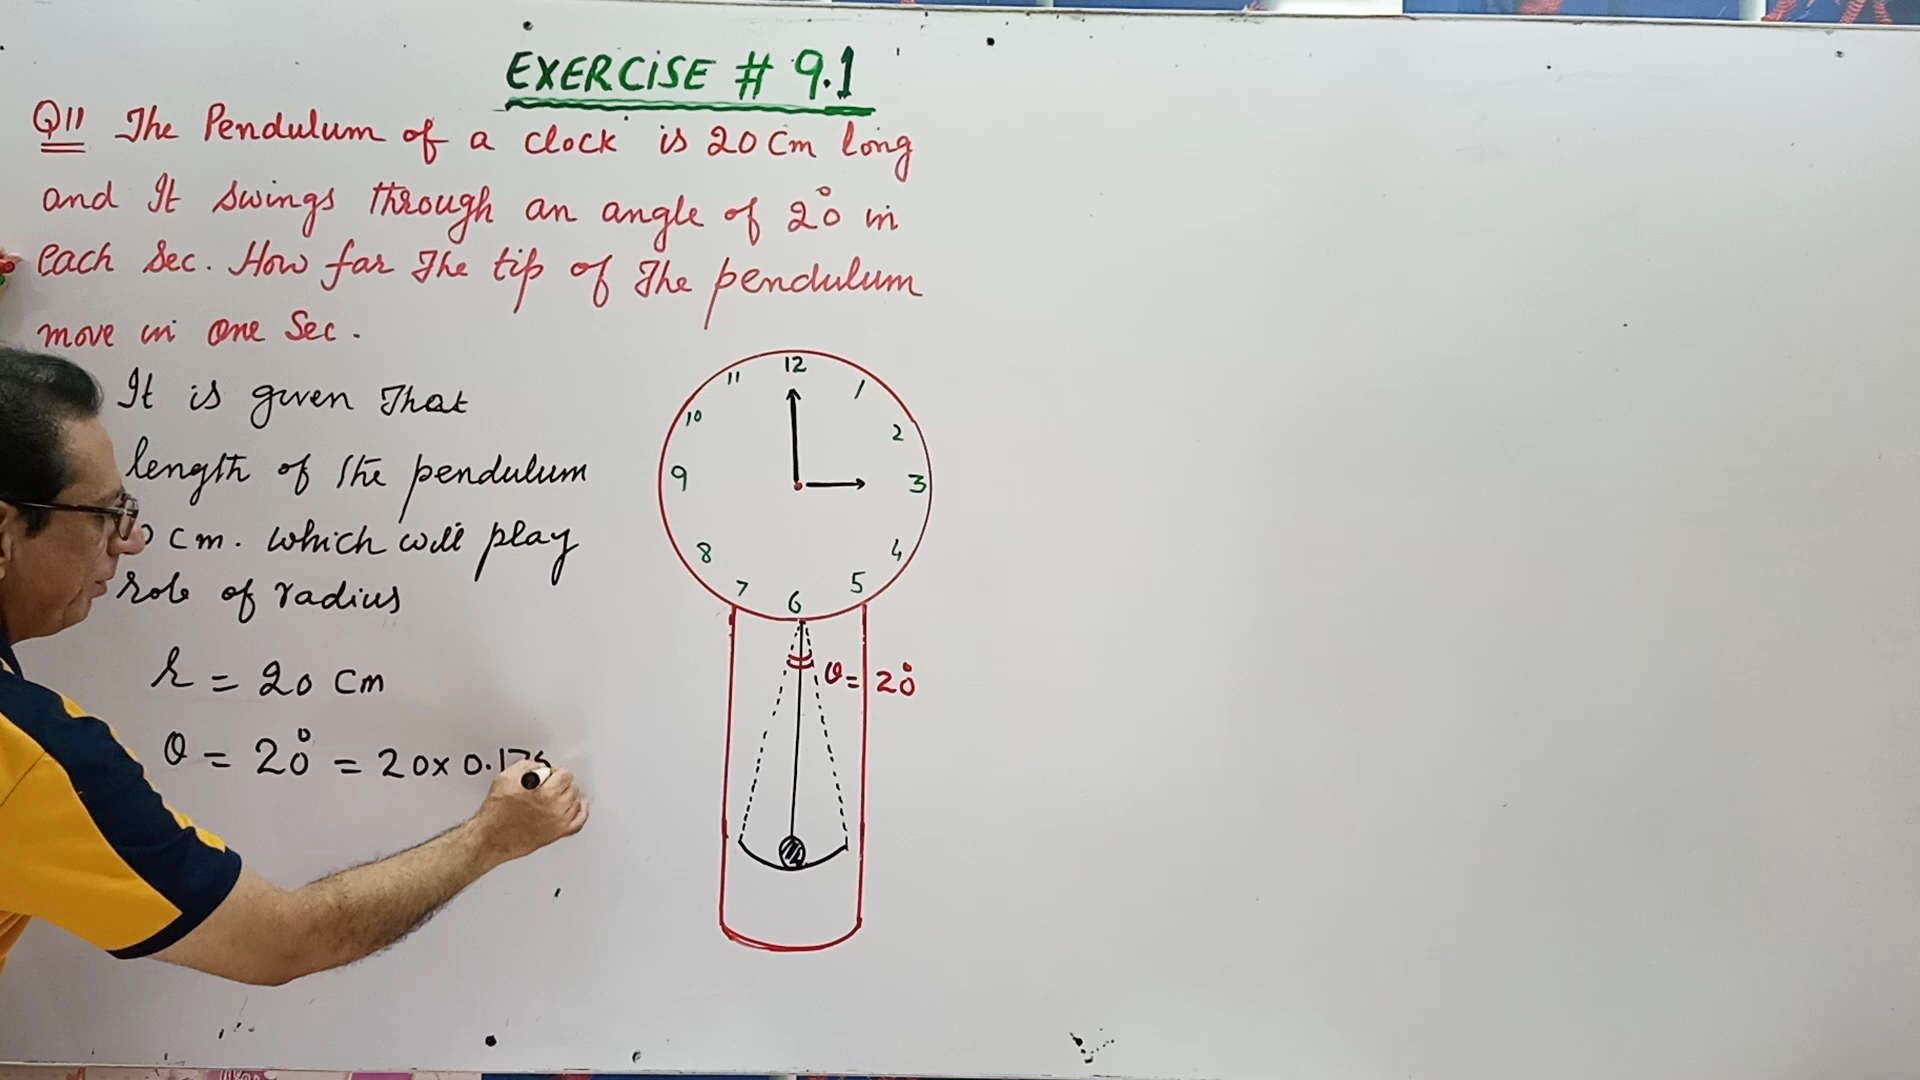 EXERCISE # 9.1
Q11 The Pendulum of a clock is 20 cm long
and It swings through an angle of 20° in
each sec. How far The tip of The pendulum
move in one Sec.
It is given That
length of the pendulum
cm. which will play
role of radius
r = 20 cm
θ = 20° = 20 x 0.17
12
11
1
10
2
9
3
8
4
7
5
6
θ = 20°